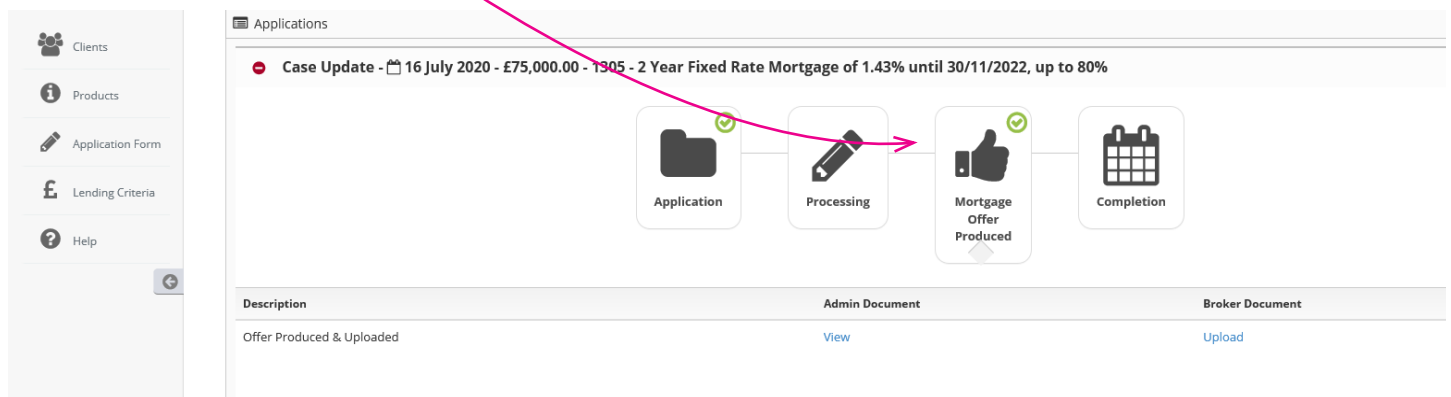 Applications
Clients
Products
Application Form
Lending Criteria
Help
Case Update - 16 July 2020 - £75,000.00 - 1305 - 2 Year Fixed Rate Mortgage of 1.43% until 30/11/2022, up to 80%
Application
Processing
Mortgage
Offer
Produced
Completion
Description Admin Document Broker Document
Offer Produced & Uploaded View Upload